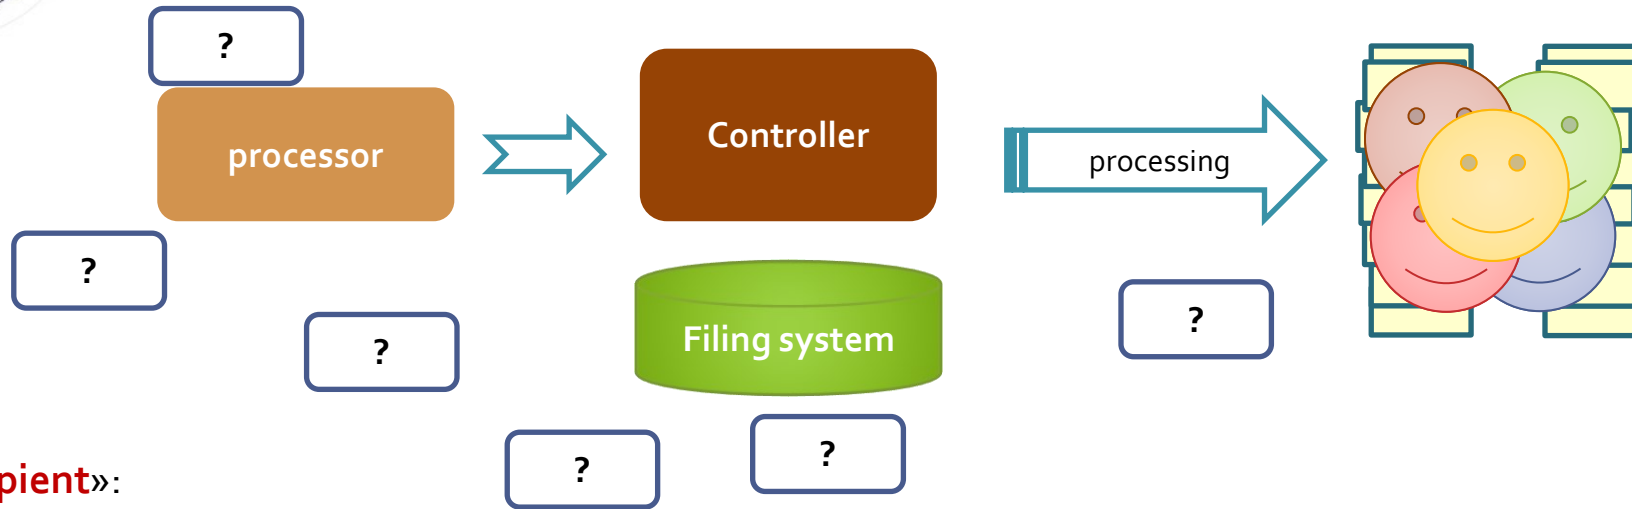 ?
processor
Controller
processing
?
?
?
Filing system
?
?
pient»: